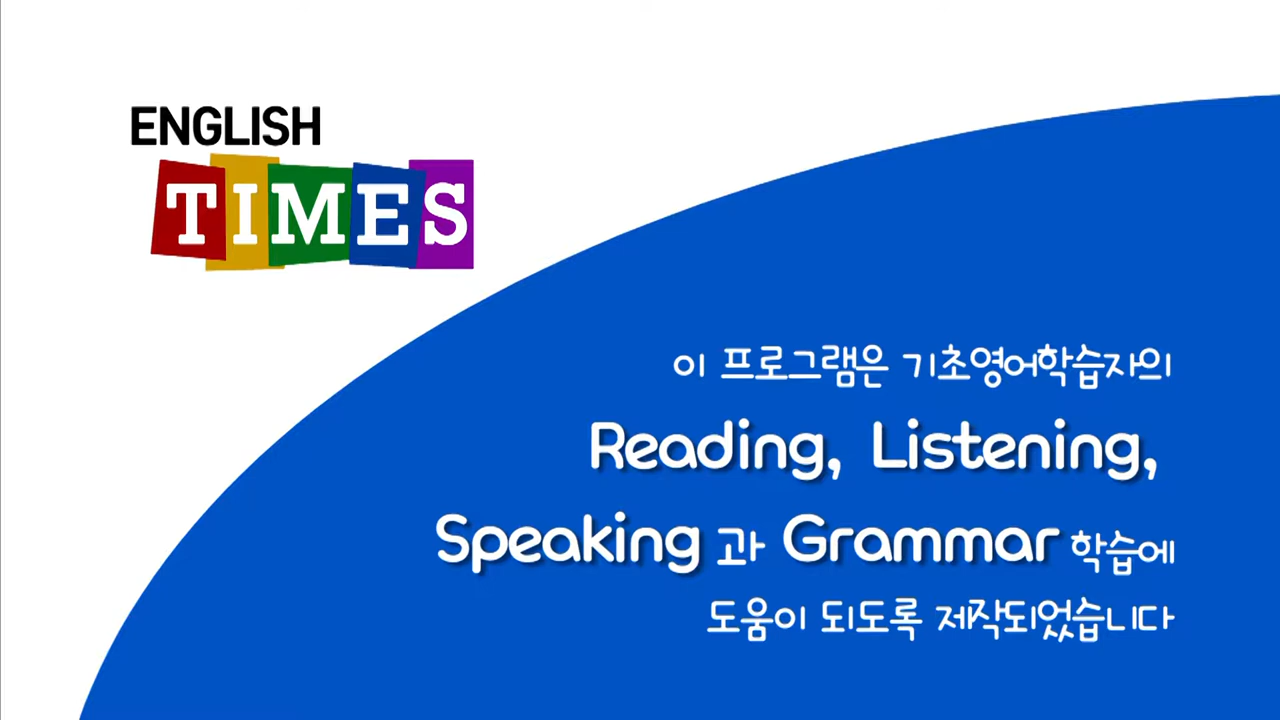 ENGLISH
TIMES
이 프로그램은 기초영어학습자의
Reading, Listening,
Speaking 과 Grammar 학습에
도움이 되도록 제작되었습니다